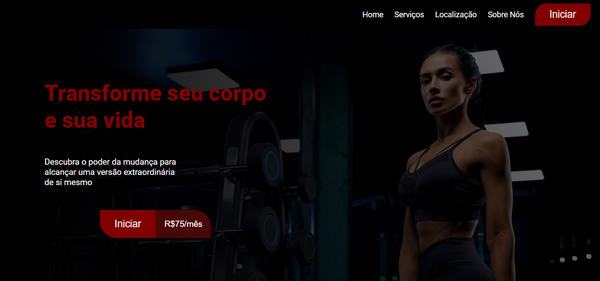 Home Serviços Localização Sobre Nós Iniciar
Transforme seu corpo
e sua vida
Descubra o poder da mudança para
alcançar uma versão extraordinária
de si mesmo
Iniciar R$75/mês